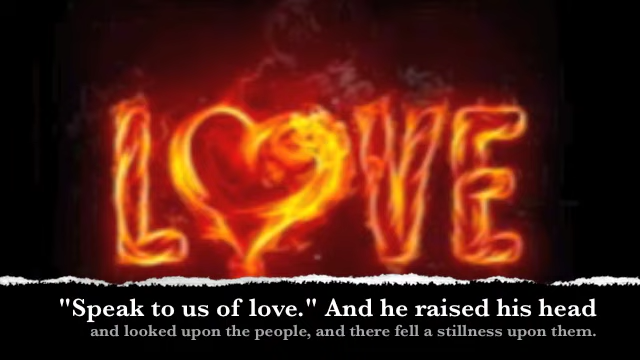 LOVE
"Speak to us of love." And he raised his head
and looked upon the people, and there fell a stillness upon them.